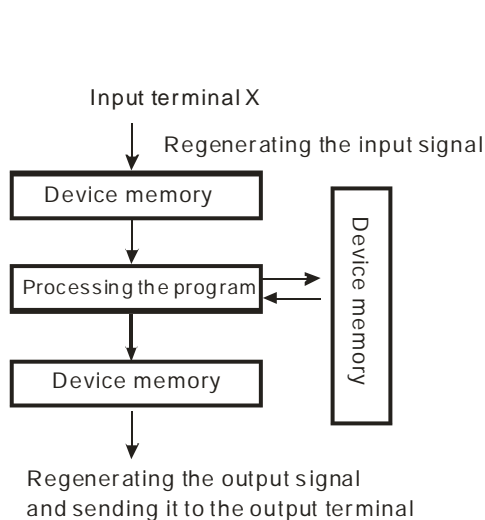 Input terminal X
Regenerating the input signal
Device memory
Processing the program
Device memory
Device memory
Regenerating the output signal
and sending it to the output terminal